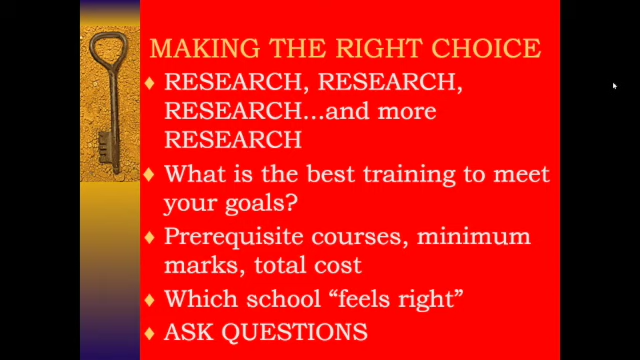 MAKING THE RIGHT CHOICE
RESEARCH, RESEARCH,
RESEARCH...and more
RESEARCH
What is the best training to meet
your goals?
Prerequisite courses, minimum
marks, total cost
Which school “feels right”
ASK QUESTIONS